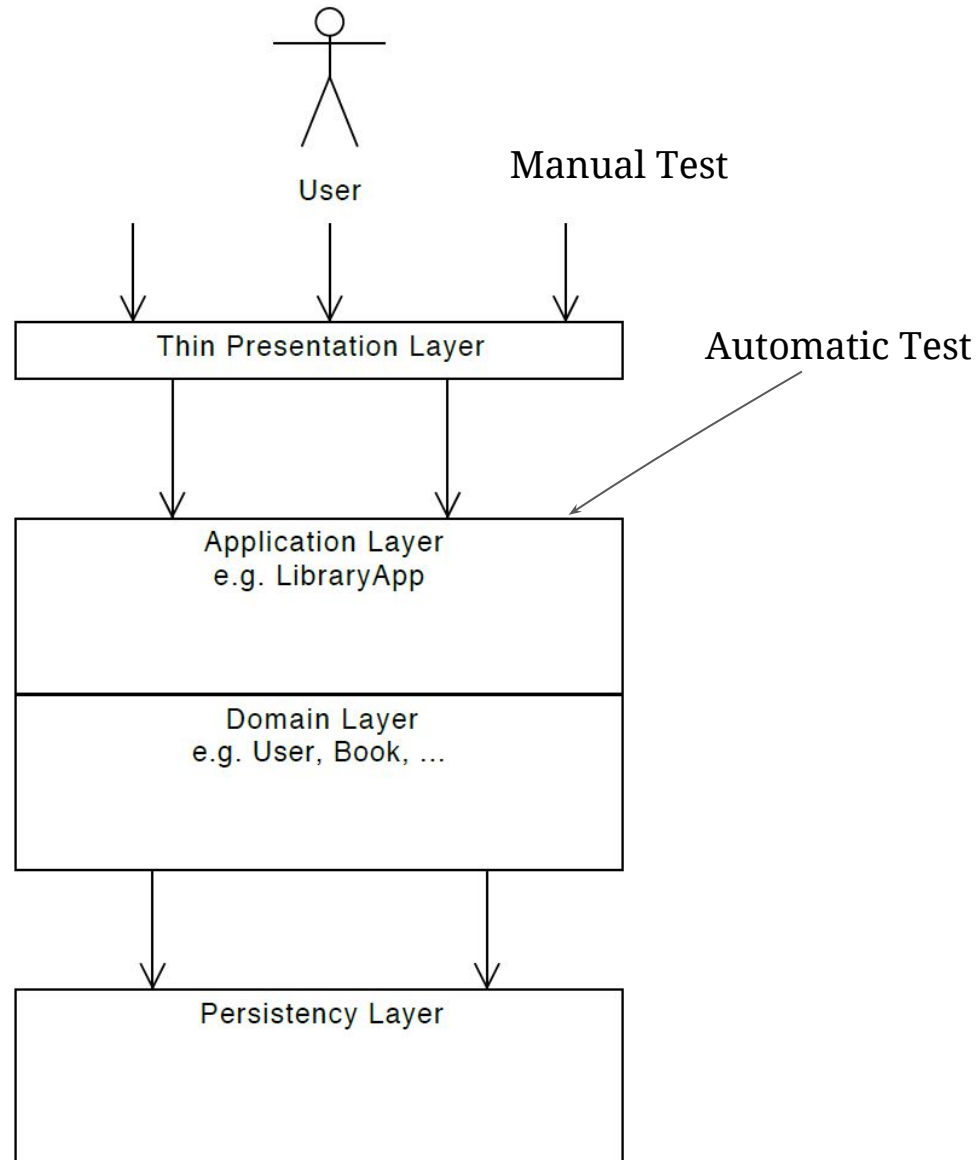 Manual Test
User
Thin Presentation Layer
Automatic Test
Application Layer
e.g. LibraryApp
Domain Layer
e.g. User, Book, ...
Persistency Layer